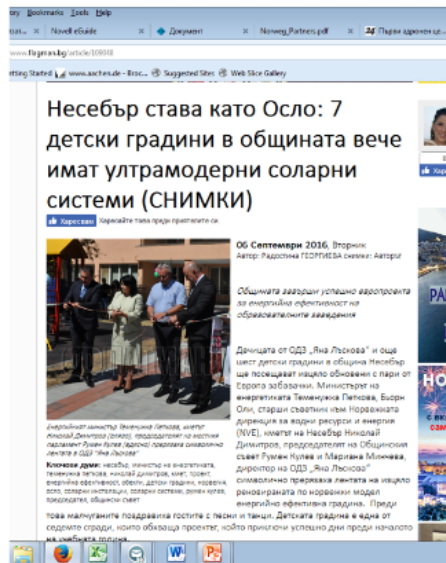 ory Bookmarks Tools Help
Novell eGuide
Документ
Norweg_Partners.pdf
24 Първи
www.flagman.bg/article/109048
etting Started www.aachen.de - Broc... Suggested Sites Web Slice Gallery
Несебър става като Осло: 7
детски градини в общината вече
имат ултрамодерни соларни
системи (СНИМКИ)
Харесвам Харесайте това преди приятелите си.
06 Септември 2016, Вторник
Автор: Радостина ГЕОРГИЕВА снимки: Авторът
Общината завърши успешно европроекта
за енергийна ефективност на
образователните заведения
Дечицата от ОДЗ „Яна Лъскова" и още
шест детски градини в община Несебър
ще посещават изцяло обновени с пари от
Европа забавачки. Министърът на
енергетиката Теменужка Петкова, Бьорн
Оли, старши съветник към Норвежката
дирекция за водни ресурси и енергия
(NVE), кметът на Несебър Николай
Димитров, председателят на Общинския
съвет Румен Кулев и Мариана Минчева,
директор на ОДЗ „Яна Лъскова"
символично прерязаха лентата на изцяло
реновираната по норвежки модел
енергийно ефективна градина. Преди
това малчуганите поздравиха гостите с песни и танци. Детската градина е една от
седемте сгради, които обхваща проектът, който приключи успешно дни преди началото
на учебната година.
Енергийният министър Теменужка Петкова, кметът
Николай Димитров (вляво), председателят на местния
парламент Румен Кулев (вдясно) прерязаха символично
лентата в ОДЗ "Яна Лъскова"
Ключови думи: несебър, министър на енергетиката,
теменужка петкова, николай димитров, кмет, проект,
енергийна ефективност, обекти, детски градини, норвегия,
осло, соларни инсталации, соларни системи, румен кулев,
председател, общински съвет